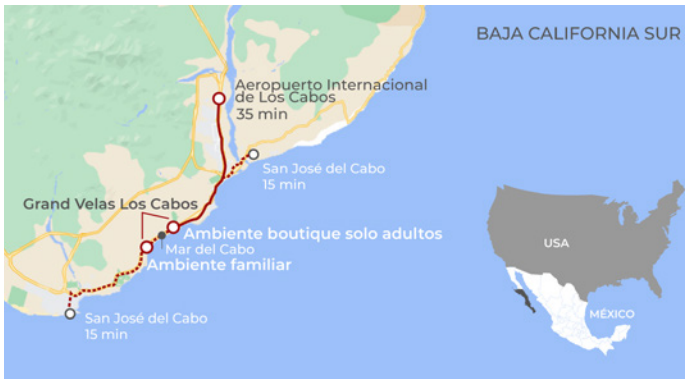 BAJA CALIFORNIA SUR
Aeropuerto Internacional
de Los Cabos
35 min
San José del Cabo
15 min
Grand Velas Los Cabos
Ambiente boutique solo adultos
Mar del Cabo
Ambiente familiar
San José del Cabo
15 min
USA
MÉXICO